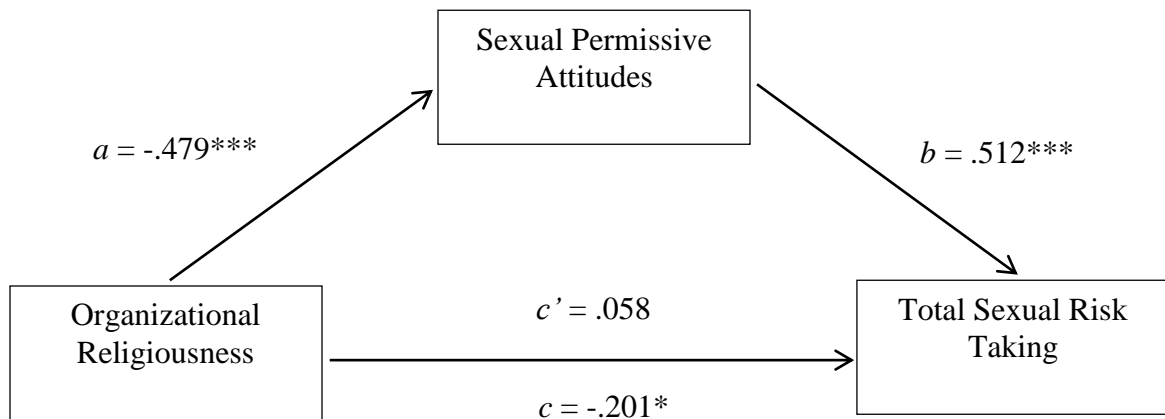 Sexual Permissive
Attitudes
a = -.479***
b = .512***
Organizational
Religiousness
c’ = .058
c = -.201*
Total Sexual Risk
Taking